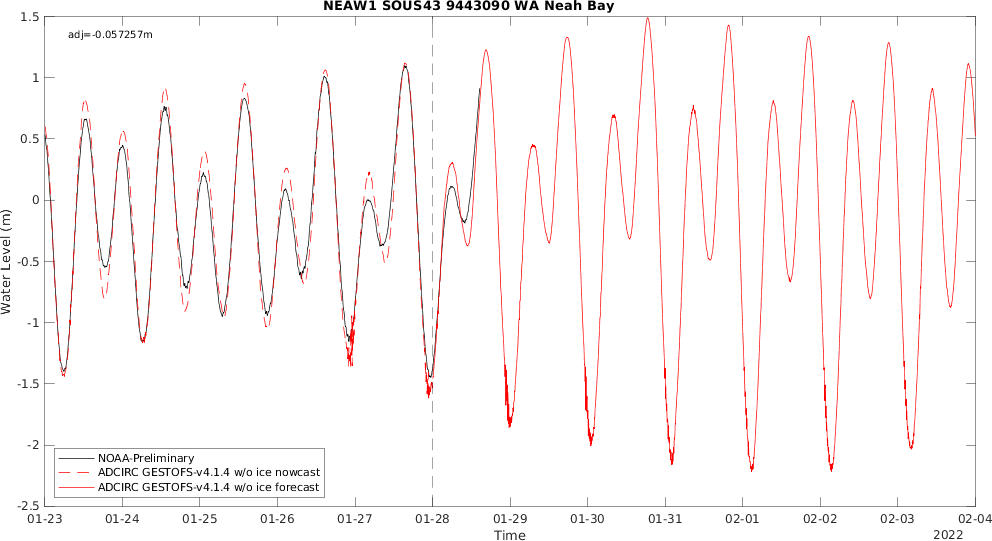 NEAW1 SOUS43 9443090 WA Neah Bay
adj=-0.057257m
1.5
1
0.5
0
-0.5
-1
-1.5
-2
-2.5
Water Level (m)
NOAA-Preliminary
ADCIRC GESTOFS-v4.1.4 w/o ice nowcast
ADCIRC GESTOFS-v4.1.4 w/o ice forecast
01-23 01-24 01-25 01-26 01-27 01-28 01-29 01-30 01-31 02-01 02-02 02-03 02-04
Time
2022